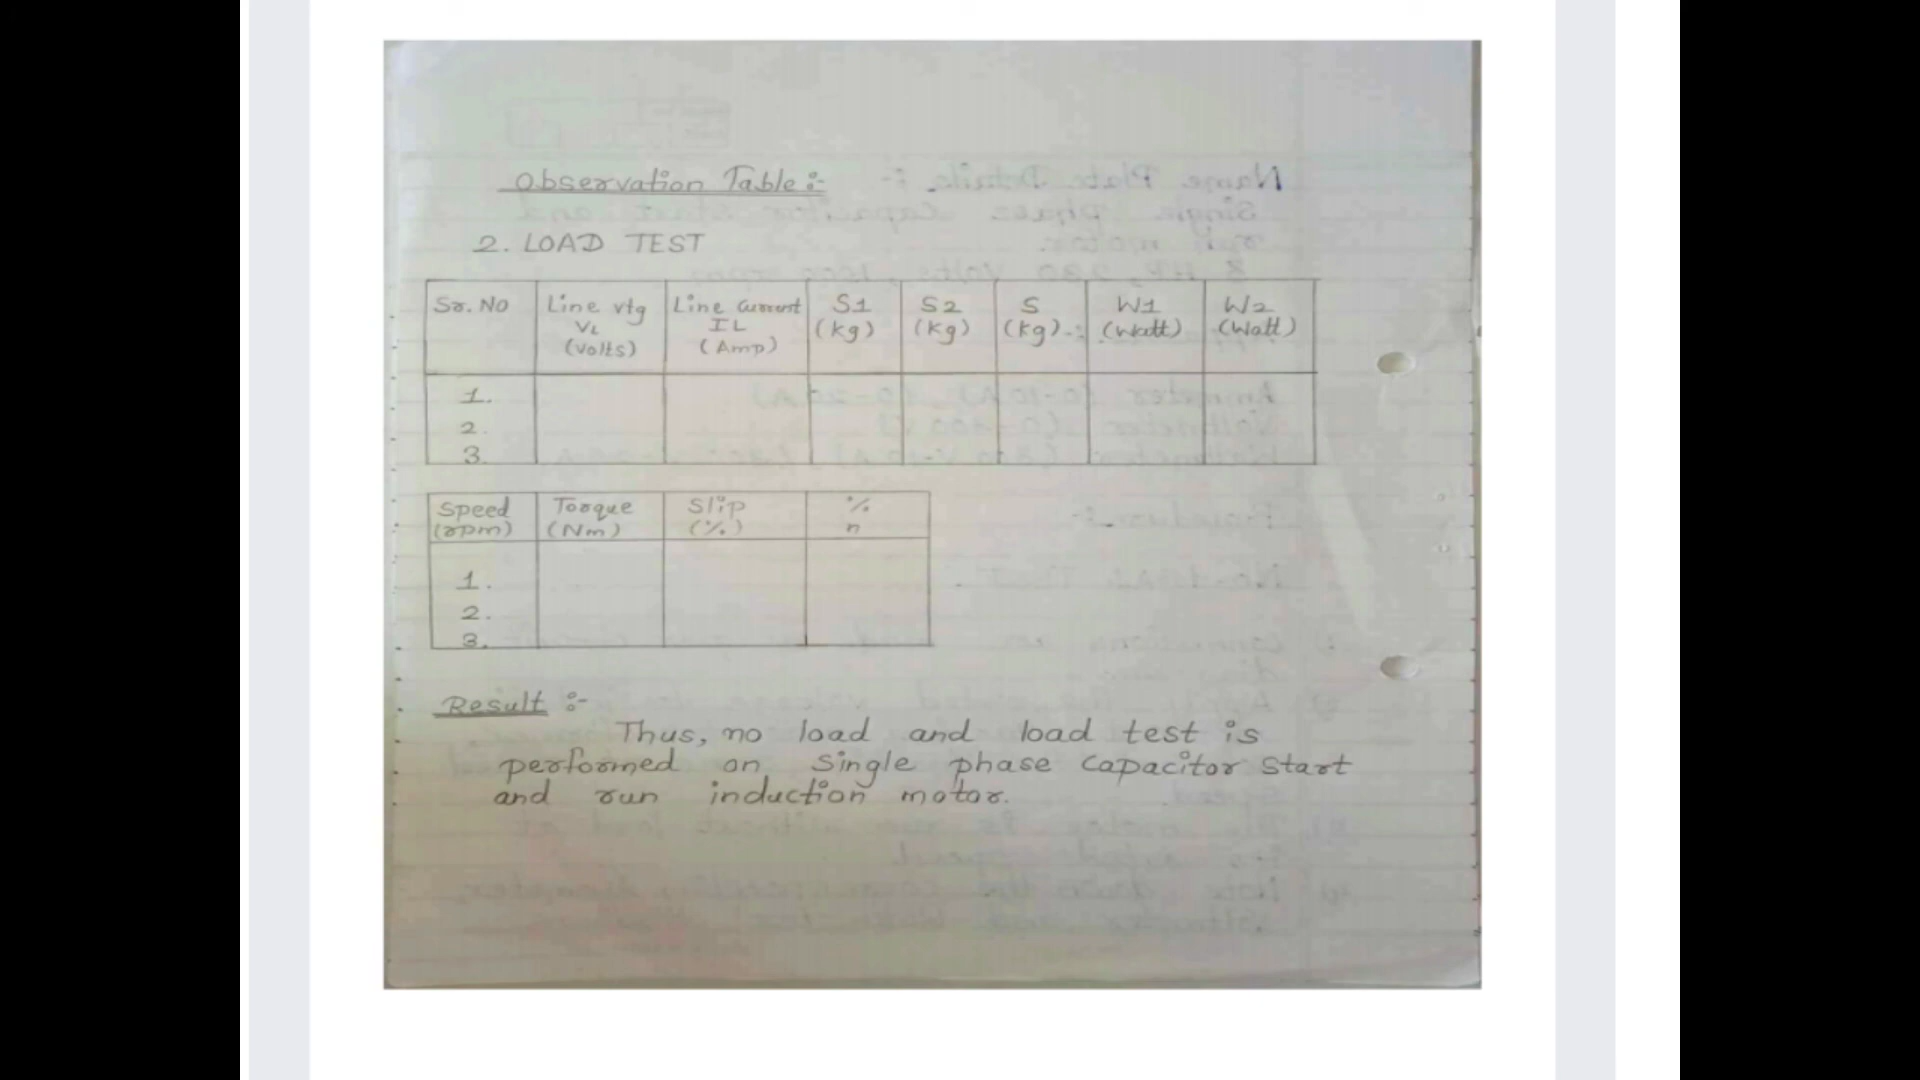 Observation Table:-
2. LOAD TEST
Sr. No Line vtg VL (Volts) Line current IL (Amp) S1 (kg) S2 (kg) S (kg) W1 (Watt) W2 (Watt)
1.
2.
3.
Speed (rpm) Torque (Nm) Slip (%) % n
1.
2.
3.
Result :-
Thus, no load and load test is
performed on single phase capacitor start
and run induction motor.